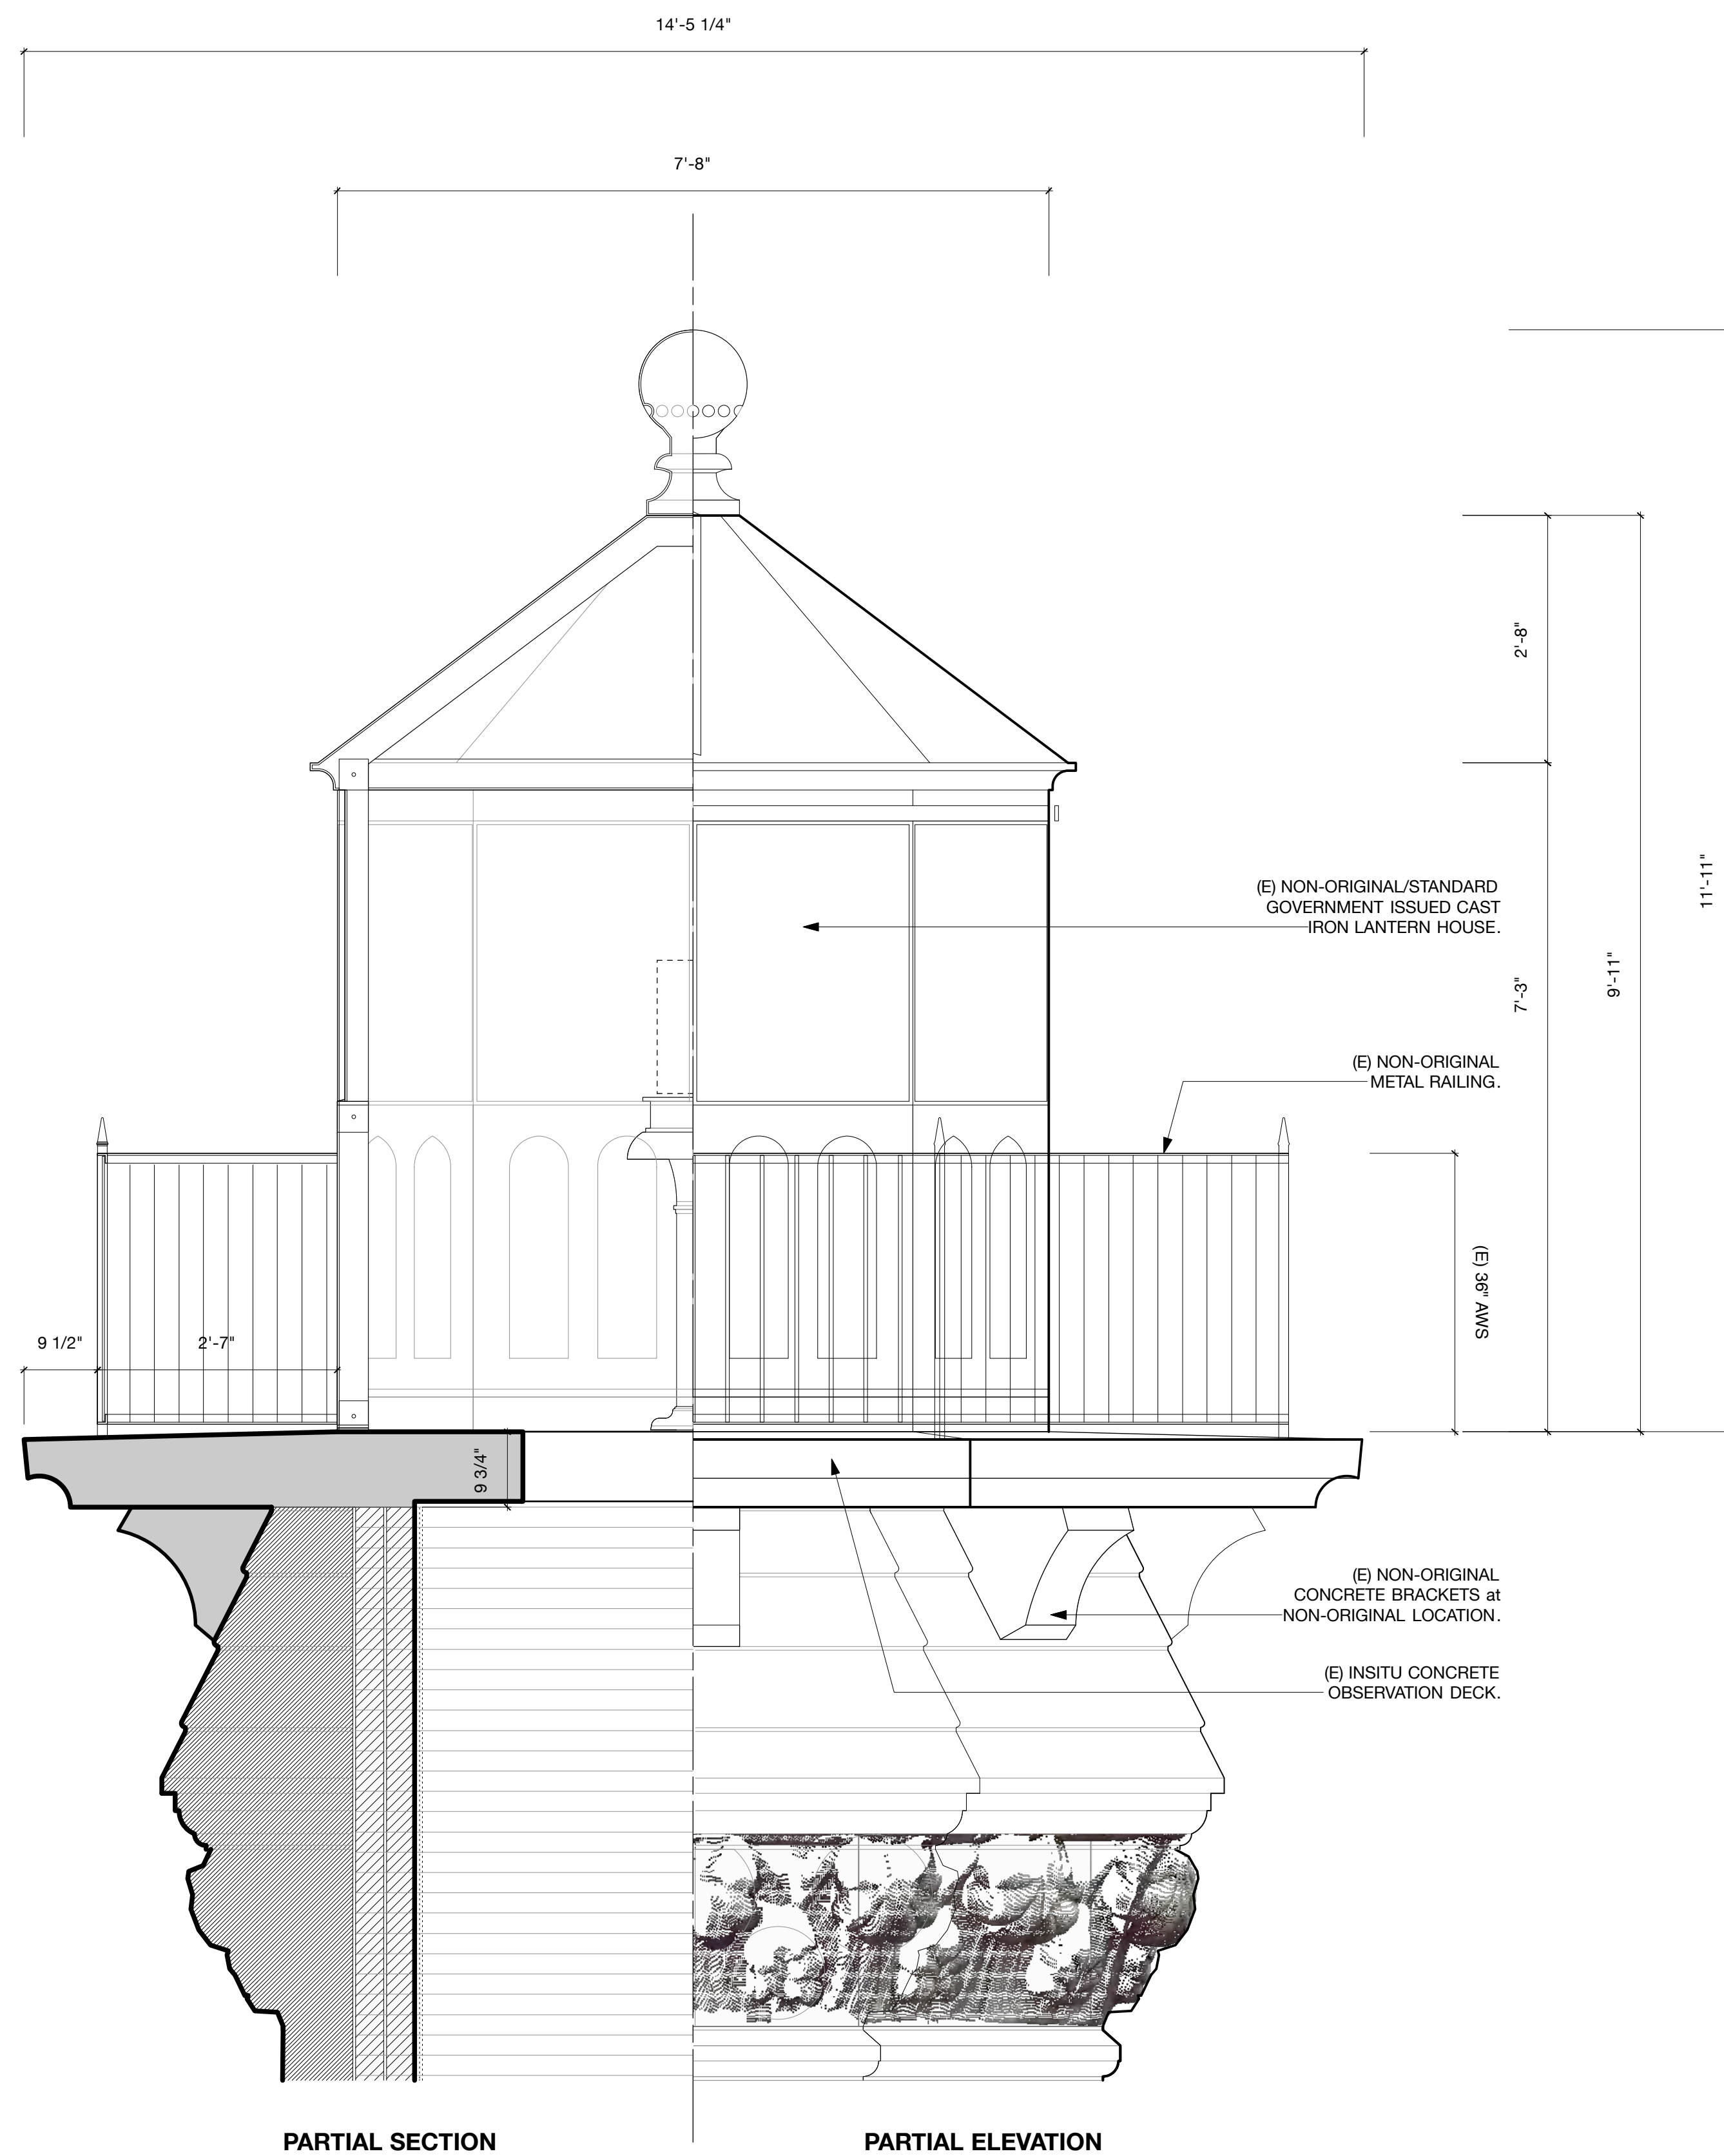 14'-5 1/4"
7'-8"
2'-8"
11'-11"
(E) NON-ORIGINAL/STANDARD
GOVERNMENT ISSUED CAST
IRON LANTERN HOUSE.
9'-11"
7'-3"
(E) NON-ORIGINAL
METAL RAILING.
(E) 36" AWS
9 1/2"
2'-7"
9 3/4"
(E) NON-ORIGINAL
CONCRETE BRACKETS at
NON-ORIGINAL LOCATION.
(E) INSITU CONCRETE
OBSERVATION DECK.
PARTIAL SECTION
PARTIAL ELEVATION